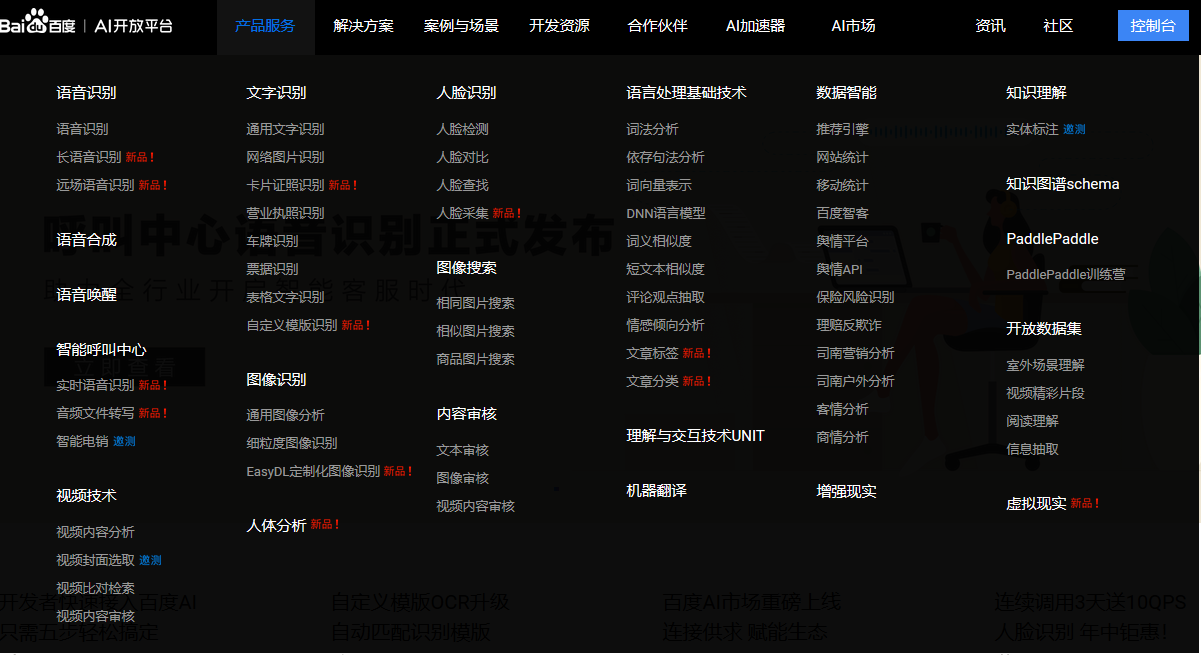 Bai百度 AI开放平台
产品服务
解决方案
案例与场景
开发资源
合作伙伴
AI加速器
AI市场
资讯
社区
控制台
语音识别
语音识别
长语音识别 新品！
远场语音识别 新品！
语音合成
语音唤醒
智能呼叫中心
实时语音识别 新品！
音频文件转写 新品！
智能电销 邀测
视频技术
视频内容分析
视频封面选取 邀测
视频比对检索
视频内容审核
文字识别
通用文字识别
网络图片识别
卡片证照识别 新品！
营业执照识别
车牌识别
票据识别
表格文字识别
自定义模版识别 新品！
图像识别
通用图像分析
细粒度图像识别
EasyDL定制化图像识别 新品！
人体分析 新品！
人脸识别
人脸检测
人脸对比
人脸查找
人脸采集 新品！
图像搜索
相同图片搜索
相似图片搜索
商品图片搜索
内容审核
文本审核
图像审核
视频内容审核
语言处理基础技术
词法分析
依存句法分析
词向量表示
DNN语言模型
词义相似度
短文本相似度
评论观点抽取
情感倾向分析
文章标签 新品！
文章分类 新品！
理解与交互技术UNIT
机器翻译
数据智能
推荐引擎
网站统计
移动统计
百度智客
舆情平台
舆情API
保险风险识别
理赔反欺诈
司南营销分析
司南户外分析
客情分析
商情分析
增强现实
知识理解
实体标注 邀测
知识图谱schema
PaddlePaddle
PaddlePaddle训练营
开放数据集
室外场景理解
视频精彩片段
阅读理解
信息抽取
虚拟现实 新品！
呼叫中心语音识别正式发布
全行业开启智能客服时代
立即查看
开发者快速接入百度AI
只需五步轻松搞定
自定义模版OCR升级
自动匹配识别模版
百度AI市场重磅上线
连接供求 赋能生态
连续调用3天送10QPS
人脸识别 年中钜惠！